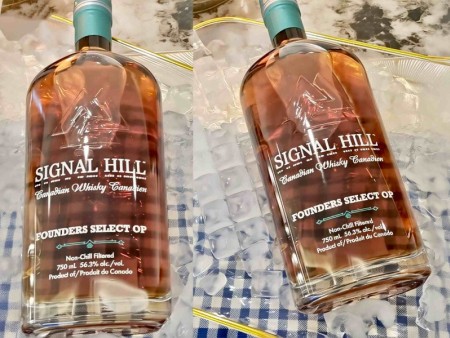 SIGNAL HILL
Canadian Whisky Canadien
FOUNDERS SELECT OP
Non-Chill Filtered
750 mL 56.3% alc./vol.
Product of/Produit du Canada
SIGNAL HILL
Canadian Whisky Canadien
FOUNDERS SELECT OP
Non-Chill Filtered
750 mL 56.3% alc./vol.
Product of/Produit du Canada